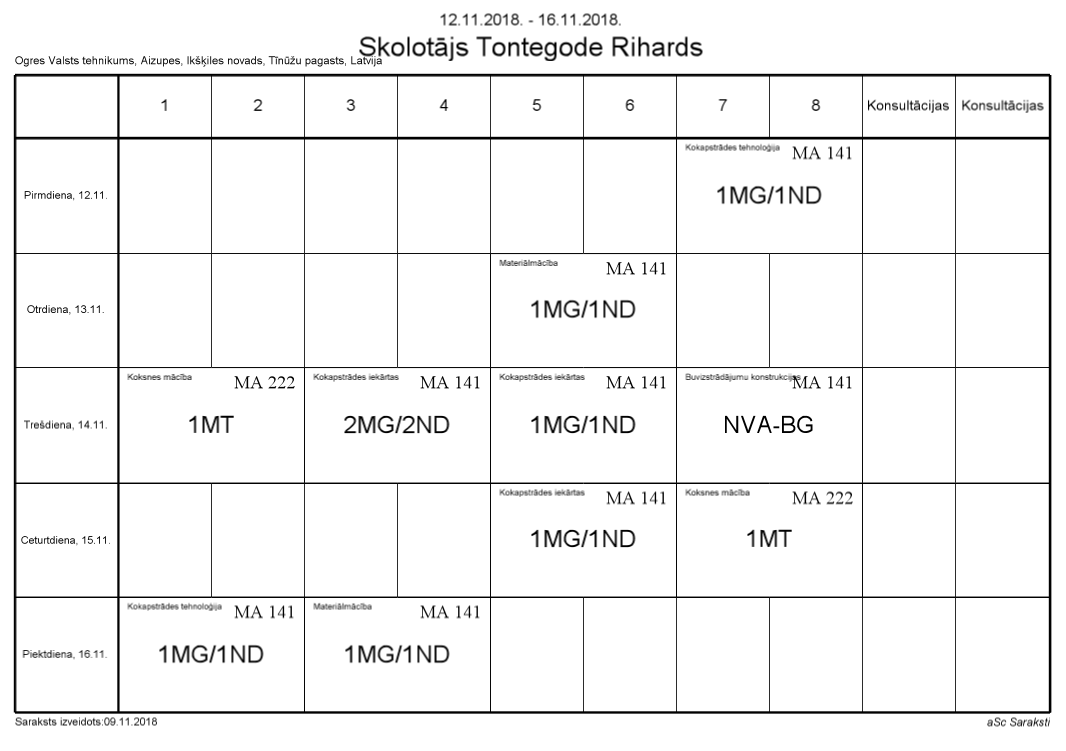 12.11.2018. - 16.11.2018.
Skolotājs Tontegode Rihards
Ogres Valsts tehnikums, Aizupes, Ikšķiles novads, Tīnūžu pagasts, Latvija
1 2 3 4 5 6 7 8 Konsultācijas Konsultācijas
Pirmdiena, 12.11.
Kokapstrādes tehnoloģija MA 141
1MG/1ND
Otrdiena, 13.11.
Materiālmācība MA 141
1MG/1ND
Trešdiena, 14.11.
Koksnes mācība MA 222
1MT
Kokapstrādes iekārtas MA 141
2MG/2ND
Kokapstrādes iekārtas MA 141
1MG/1ND
Buvizstrādājumu konstrukcijas MA 141
NVA-BG
Ceturtdiena, 15.11.
Kokapstrādes iekārtas MA 141
1MG/1ND
Koksnes mācība MA 222
1MT
Piektdiena, 16.11.
Kokapstrādes tehnoloģija MA 141
1MG/1ND
Materiālmācība MA 141
1MG/1ND
Saraksts izveidots:09.11.2018
aSc Saraksti